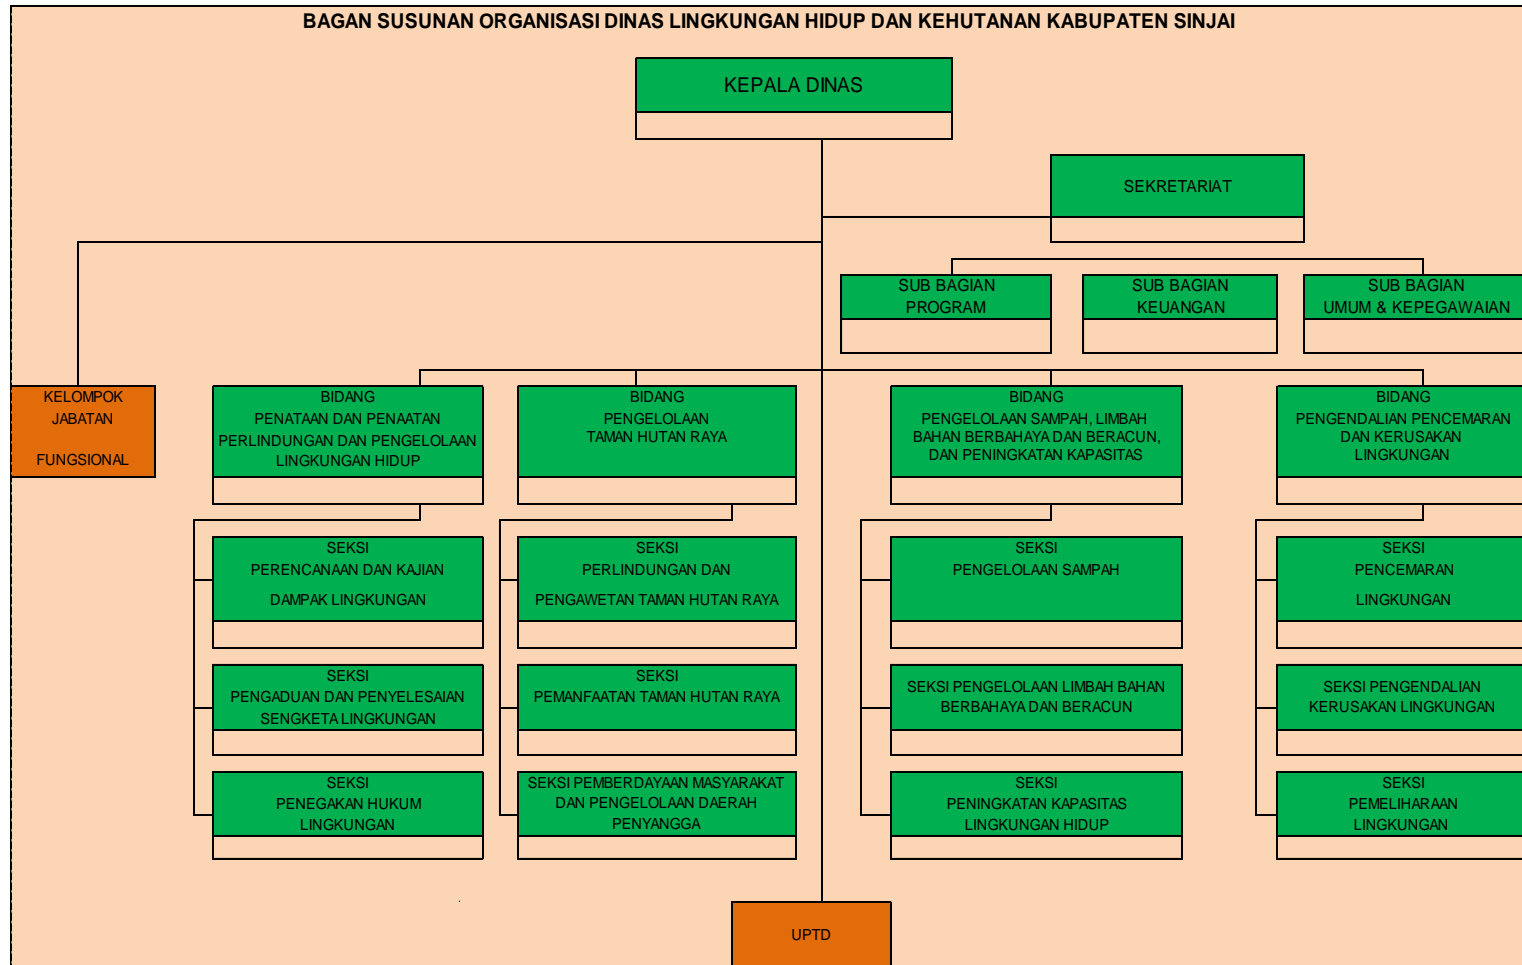 BAGAN SUSUNAN ORGANISASI DINAS LINGKUNGAN HIDUP DAN KEHUTANAN KABUPATEN SINJAI
KEPALA DINAS
SEKRETARIAT
SUB BAGIAN
PROGRAM
SUB BAGIAN
KEUANGAN
SUB BAGIAN
UMUM & KEPEGAWAIAN
KELOMPOK
JABATAN
FUNGSIONAL
BIDANG
PENATAAN DAN PENAATAN
PERLINDUNGAN DAN PENGELOLAAN
LINGKUNGAN HIDUP
BIDANG
PENGELOLAAN
TAMAN HUTAN RAYA
BIDANG
PENGELOLAAN SAMPAH, LIMBAH
BAHAN BERBAHAYA DAN BERACUN,
DAN PENINGKATAN KAPASITAS
BIDANG
PENGENDALIAN PENCEMARAN
DAN KERUSAKAN
LINGKUNGAN
SEKSI
PERENCANAAN DAN KAJIAN
DAMPAK LINGKUNGAN
SEKSI
PERLINDUNGAN DAN
PENGAWETAN TAMAN HUTAN RAYA
SEKSI
PENGELOLAAN SAMPAH
SEKSI
PENCEMARAN
LINGKUNGAN
SEKSI
PENGADUAN DAN PENYELESAIAN
SENGKETA LINGKUNGAN
SEKSI
PEMANFAATAN TAMAN HUTAN RAYA
SEKSI PENGELOLAAN LIMBAH BAHAN
BERBAHAYA DAN BERACUN
SEKSI PENGENDALIAN
KERUSAKAN LINGKUNGAN
SEKSI
PENEGAKAN HUKUM
LINGKUNGAN
SEKSI PEMBERDAYAAN MASYARAKAT
DAN PENGELOLAAN DAERAH
PENYANGGA
SEKSI
PENINGKATAN KAPASITAS
LINGKUNGAN HIDUP
SEKSI
PEMELIHARAAN
LINGKUNGAN
UPTD